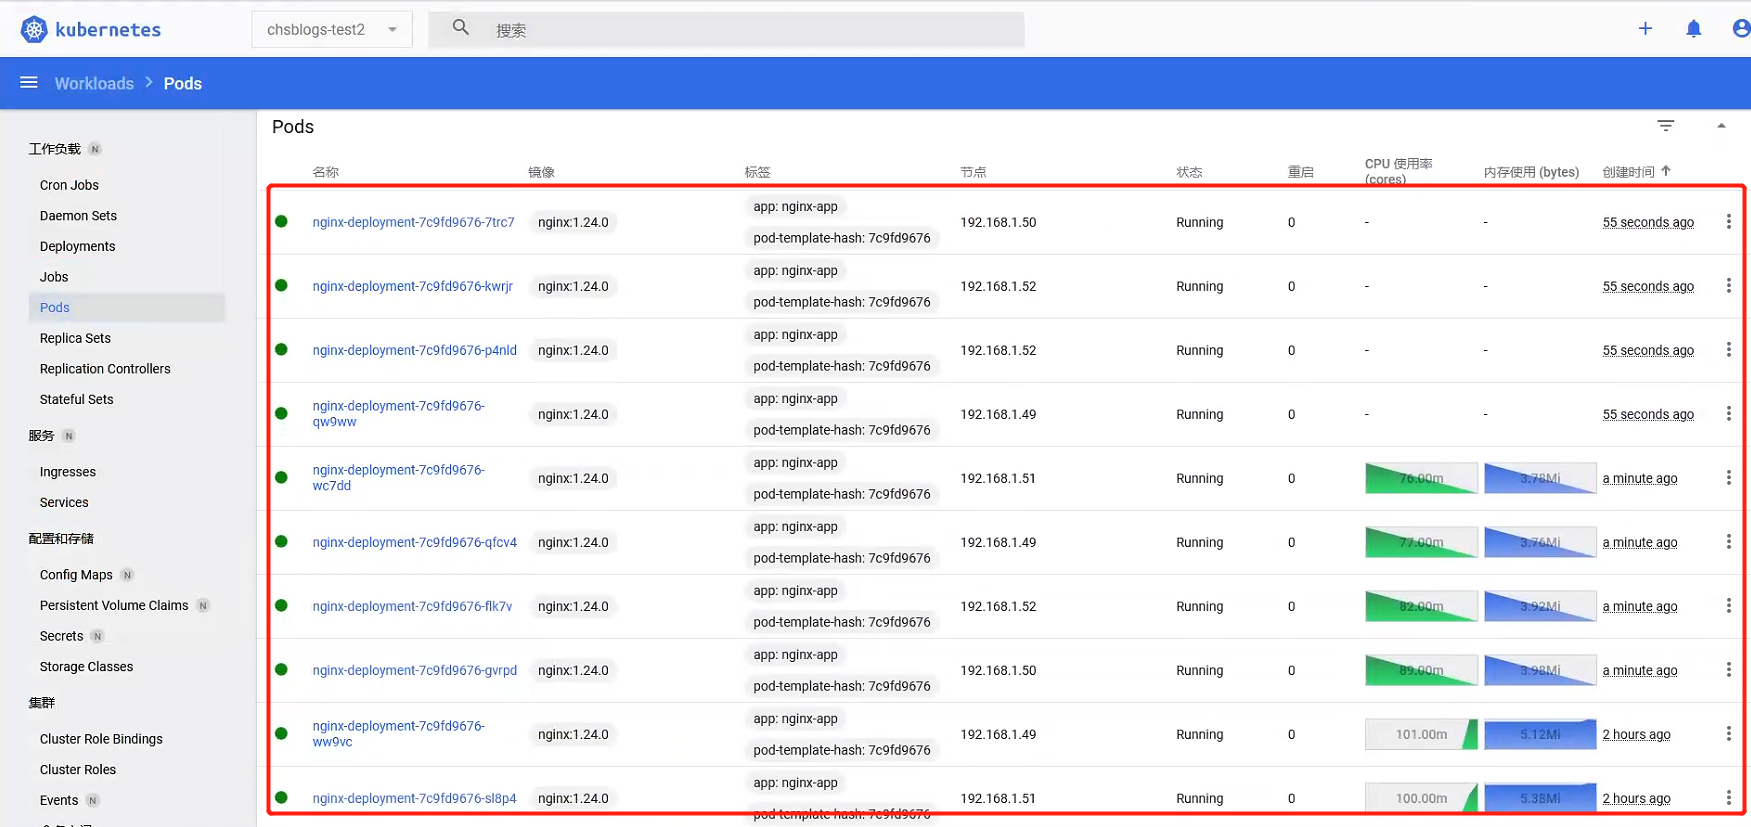 kubernetes
chsblogs-test2
搜索
Workloads > Pods
工作负载 N
Cron Jobs
Daemon Sets
Deployments
Jobs
Pods
Replica Sets
Replication Controllers
Stateful Sets
服务 N
Ingresses
Services
配置和存储
Config Maps N
Persistent Volume Claims N
Secrets N
Storage Classes
集群
Cluster Role Bindings
Cluster Roles
Events N
Pods
名称 镜像 标签 节点 状态 重启 CPU 使用率 (cores) 内存使用 (bytes) 创建时间
nginx-deployment-7c9fd9676-7trc7 nginx:1.24.0 app: nginx-app 192.168.1.50 Running 0 - - 55 seconds ago
pod-template-hash: 7c9fd9676
nginx-deployment-7c9fd9676-kwrjr nginx:1.24.0 app: nginx-app 192.168.1.52 Running 0 - - 55 seconds ago
pod-template-hash: 7c9fd9676
nginx-deployment-7c9fd9676-p4nld nginx:1.24.0 app: nginx-app 192.168.1.52 Running 0 - - 55 seconds ago
pod-template-hash: 7c9fd9676
nginx-deployment-7c9fd9676-qw9ww nginx:1.24.0 app: nginx-app 192.168.1.49 Running 0 - - 55 seconds ago
pod-template-hash: 7c9fd9676
nginx-deployment-7c9fd9676-wc7dd nginx:1.24.0 app: nginx-app 192.168.1.51 Running 0 76.00m 3.78Mi a minute ago
pod-template-hash: 7c9fd9676
nginx-deployment-7c9fd9676-qfcv4 nginx:1.24.0 app: nginx-app 192.168.1.49 Running 0 77.00m 3.76Mi a minute ago
pod-template-hash: 7c9fd9676
nginx-deployment-7c9fd9676-flk7v nginx:1.24.0 app: nginx-app 192.168.1.52 Running 0 82.00m 3.92Mi a minute ago
pod-template-hash: 7c9fd9676
nginx-deployment-7c9fd9676-gvrpd nginx:1.24.0 app: nginx-app 192.168.1.50 Running 0 89.00m 3.98Mi a minute ago
pod-template-hash: 7c9fd9676
nginx-deployment-7c9fd9676-ww9vc nginx:1.24.0 app: nginx-app 192.168.1.49 Running 0 101.00m 5.12Mi 2 hours ago
pod-template-hash: 7c9fd9676
nginx-deployment-7c9fd9676-sl8p4 nginx:1.24.0 app: nginx-app 192.168.1.51 Running 0 100.00m 5.38Mi 2 hours ago
pod-template-hash: 7c9fd9676